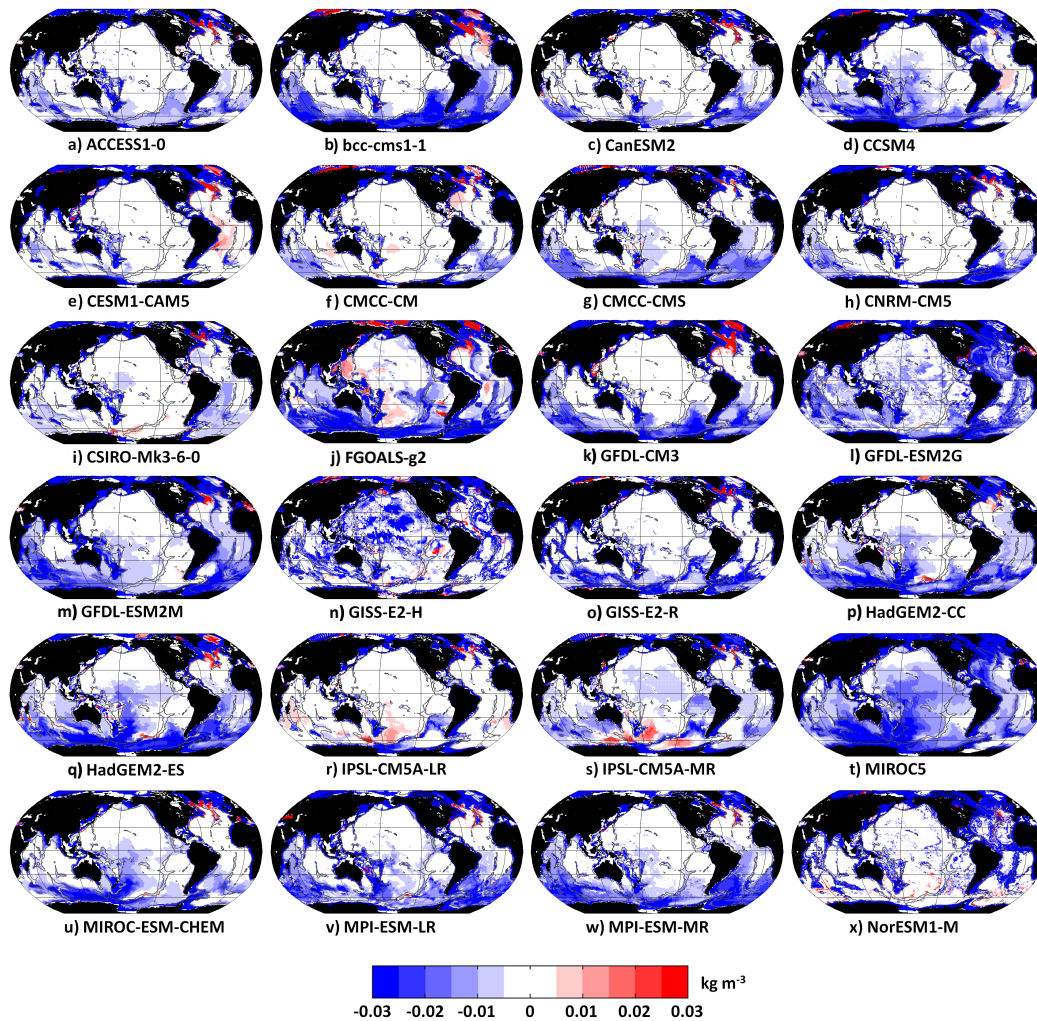 a) ACCESS1-0 b) bcc-cms1-1 c) CanESM2 d) CCSM4
e) CESM1-CAM5 f) CMCC-CM g) CMCC-CMS h) CNRM-CM5
i) CSIRO-Mk3-6-0 j) FGOALS-g2 k) GFDL-CM3 l) GFDL-ESM2G
m) GFDL-ESM2M n) GISS-E2-H o) GISS-E2-R p) HadGEM2-CC
q) HadGEM2-ES r) IPSL-CM5A-LR s) IPSL-CM5A-MR t) MIROC5
u) MIROC-ESM-CHEM v) MPI-ESM-LR w) MPI-ESM-MR x) NorESM1-M
kg m⁻³
-0.03 -0.02 -0.01 0 0.01 0.02 0.03